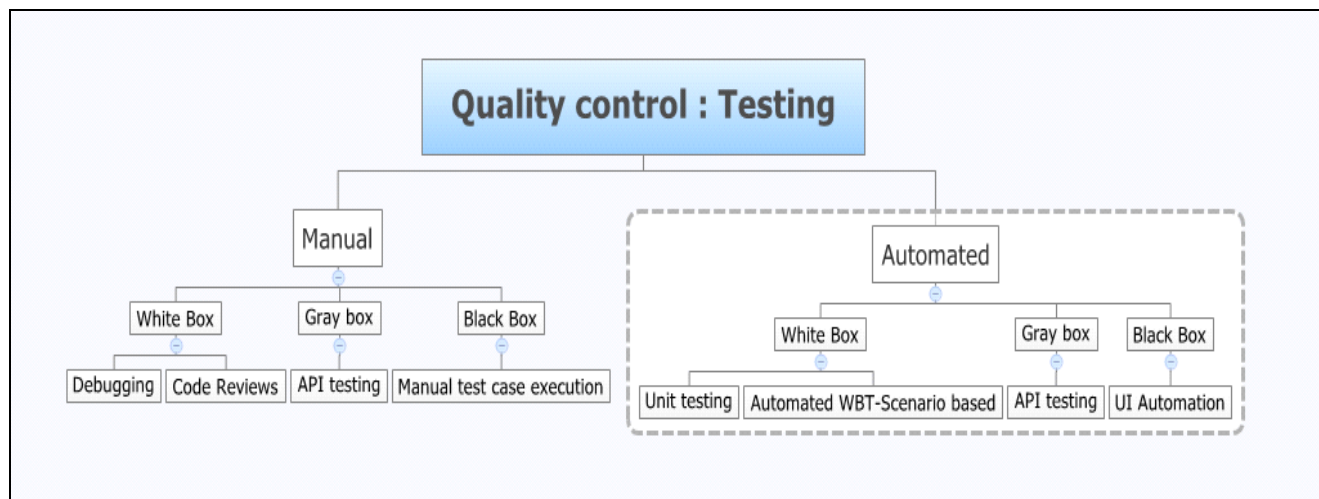 Quality control : Testing
Manual
Automated
White Box
Gray box
Black Box
White Box
Gray box
Black Box
Debugging
Code Reviews
API testing
Manual test case execution
Unit testing
Automated WBT-Scenario based
API testing
UI Automation